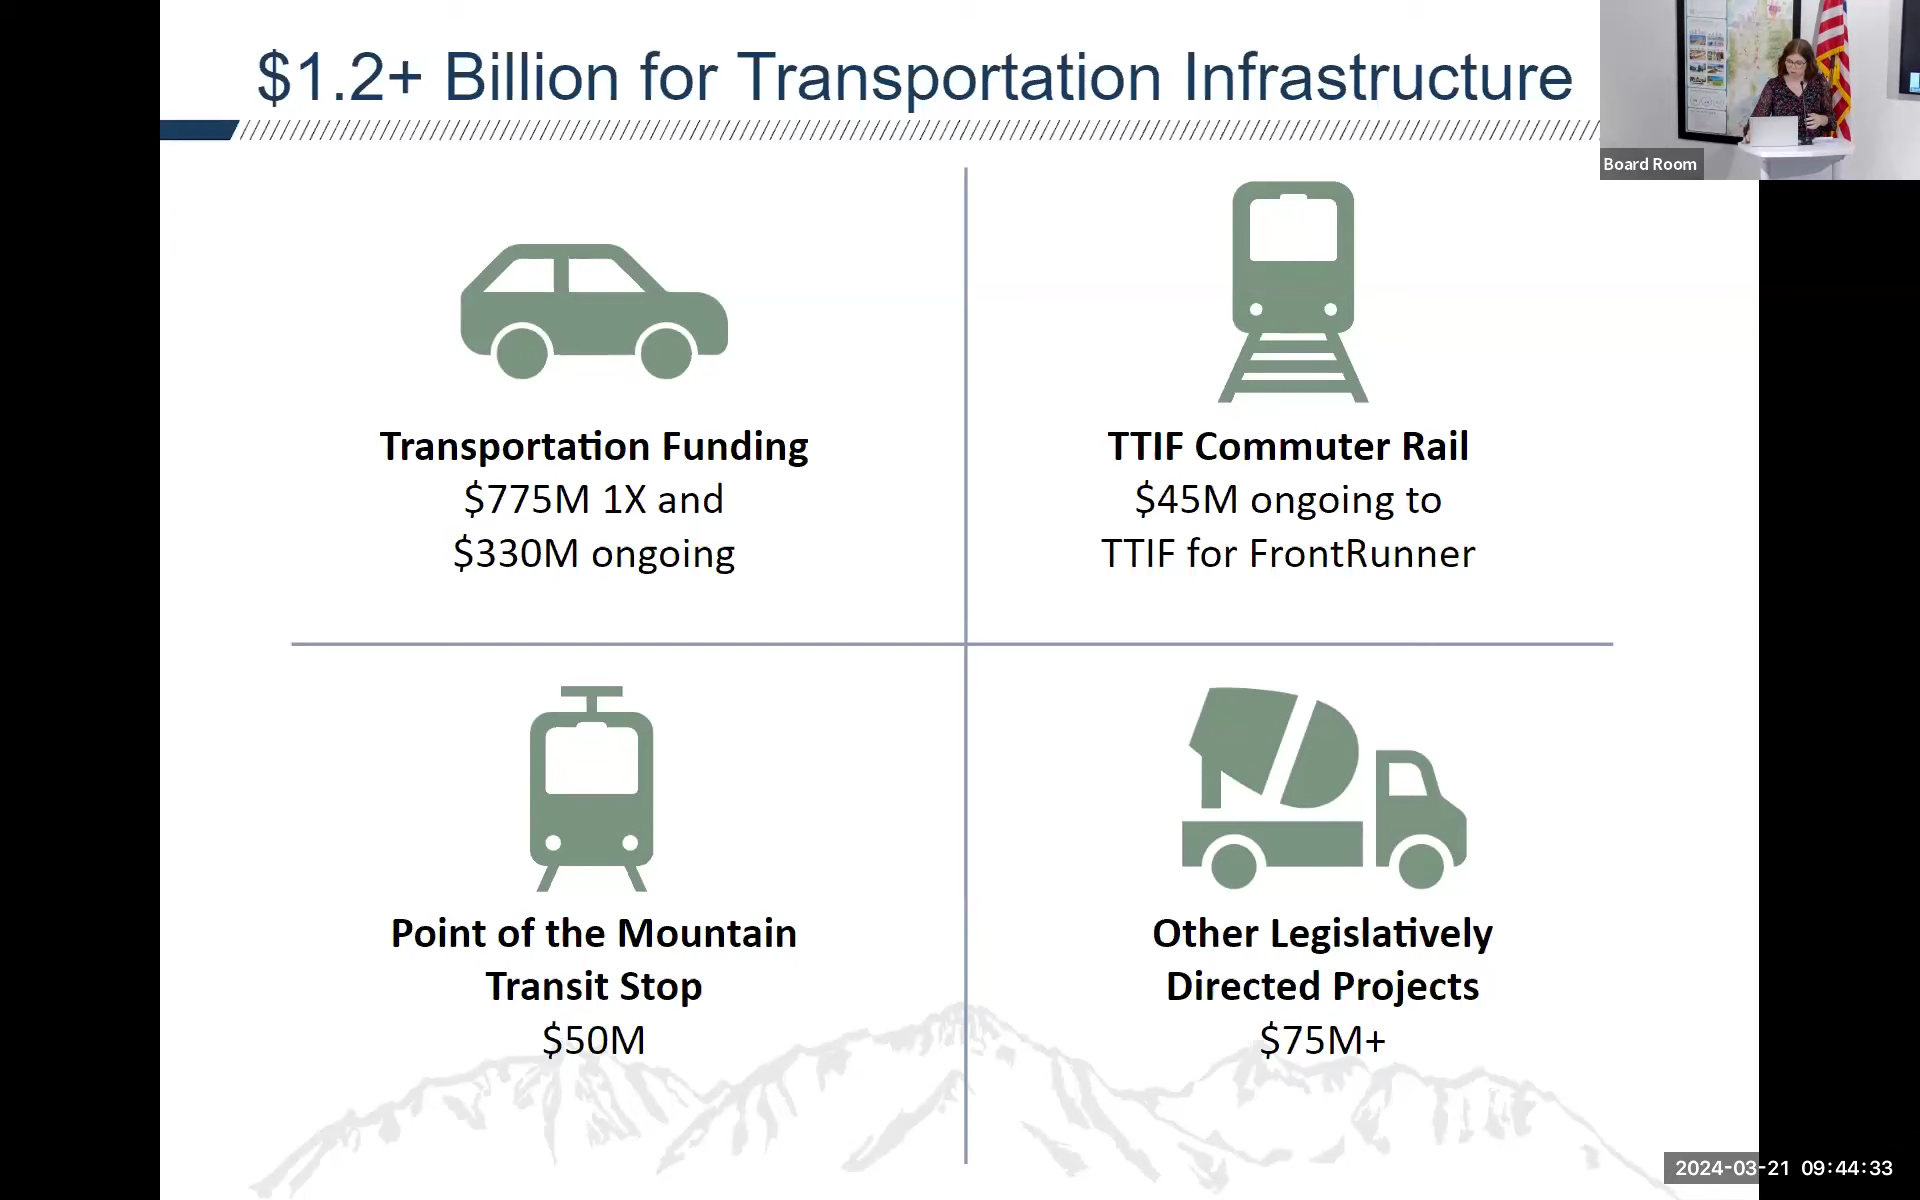 $1.2+ Billion for Transportation Infrastructure
Board Room
Transportation Funding
$775M 1X and
$330M ongoing
TTIF Commuter Rail
$45M ongoing to
TTIF for FrontRunner
Point of the Mountain
Transit Stop
$50M
Other Legislatively
Directed Projects
$75M+
2024-03-21 09:44:33